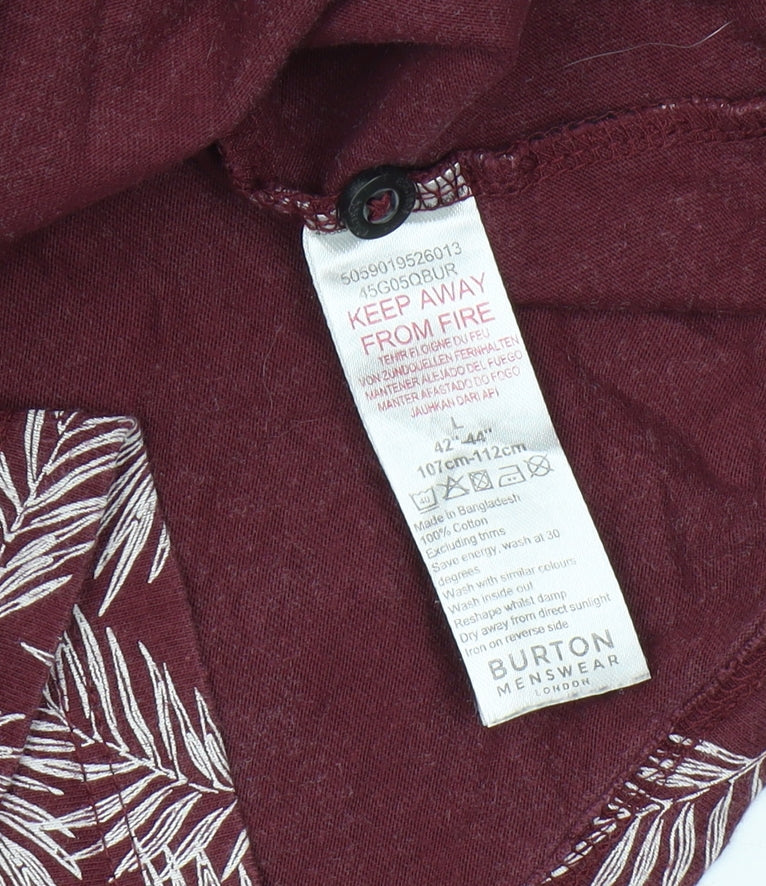 5059019526013
45G05QBUR
KEEP AWAY
FROM FIRE
TENIR ELOIGNE DU FEU
VON ZUNDQUELLEN FERNHALTEN
MANTENER ALEJADO DEL FUEGO
MANTER AFASTADO DO FOGO
JAUHKAN DARI API
L
42"-44"
107cm-112cm
40
Made in Bangladesh
100% Cotton
Excluding trims
Save energy, wash at 30
degrees
Wash with similar colours
Wash inside out
Reshape whilst damp
Dry away from direct sunlight
Iron on reverse side
BURTON
MENSWEAR
LONDON